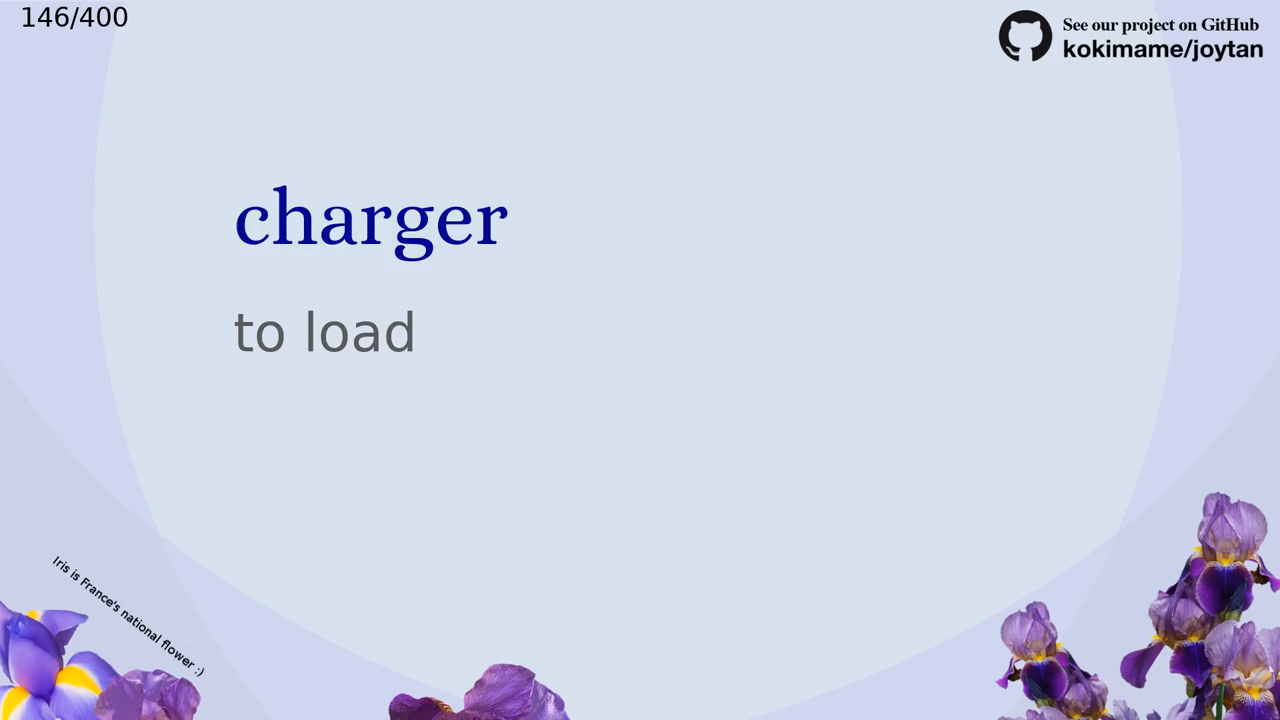 146/400
See our project on GitHub
kokimame/joytan
charger
to load
Iris is France's national flower :)